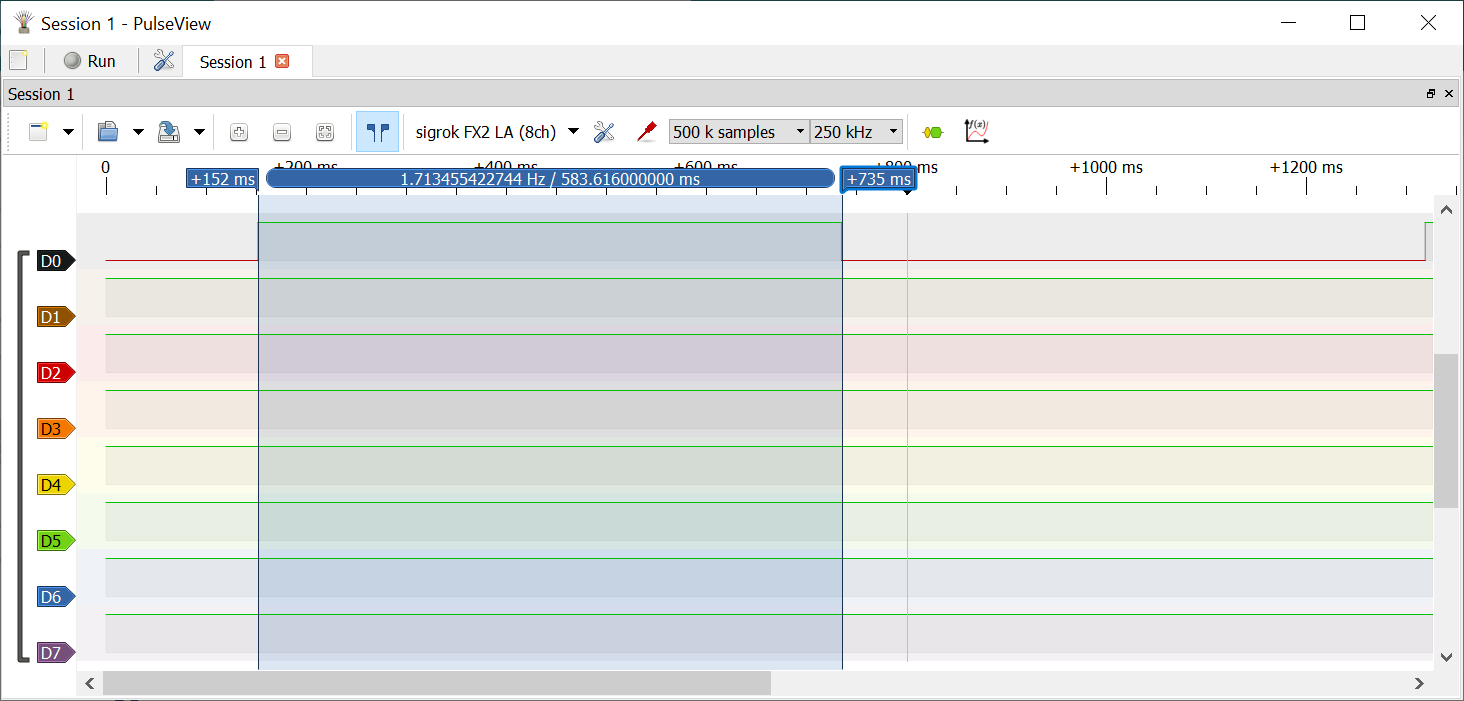 Session 1 - PulseView
Run
Session 1
Session 1
sigrok FX2 LA (8ch)
500 k samples
250 kHz
f(x)
0 +200 ms +400 ms +600 ms +800 ms +1000 ms +1200 ms
+152 ms 1.713455422744 Hz / 583.616000000 ms +735 ms
D0
D1
D2
D3
D4
D5
D6
D7